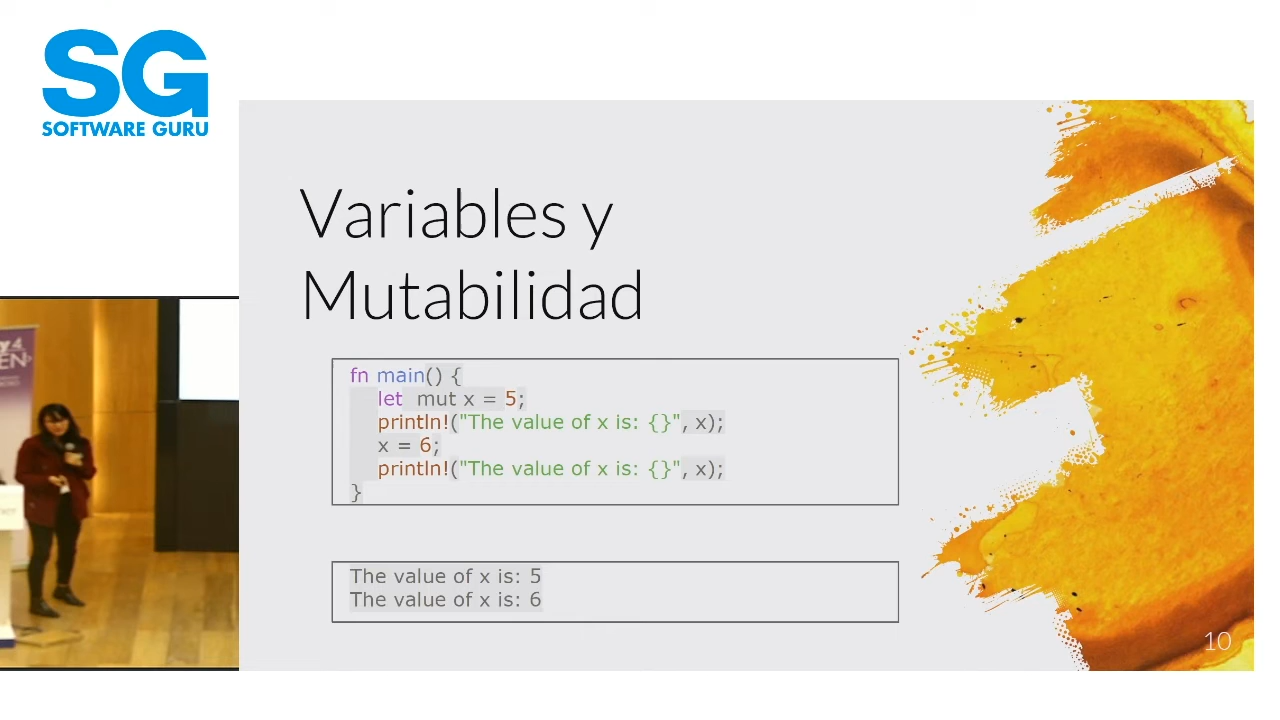 SG
SOFTWARE GURU
Variables y
Mutabilidad
fn main() {
let  mut x = 5;
println!("The value of x is: {}", x);
x = 6;
println!("The value of x is: {}", x);
}
The value of x is: 5
The value of x is: 6
10